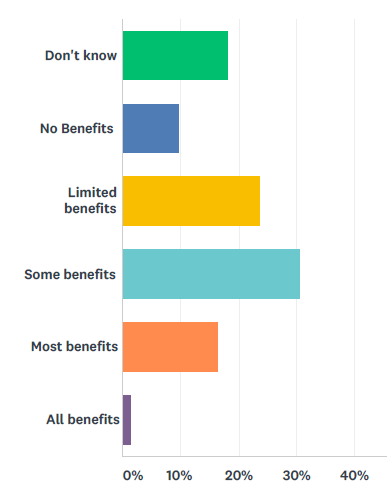 Don't know
No Benefits
Limited
benefits
Some benefits
Most benefits
All benefits
0% 10% 20% 30% 40%